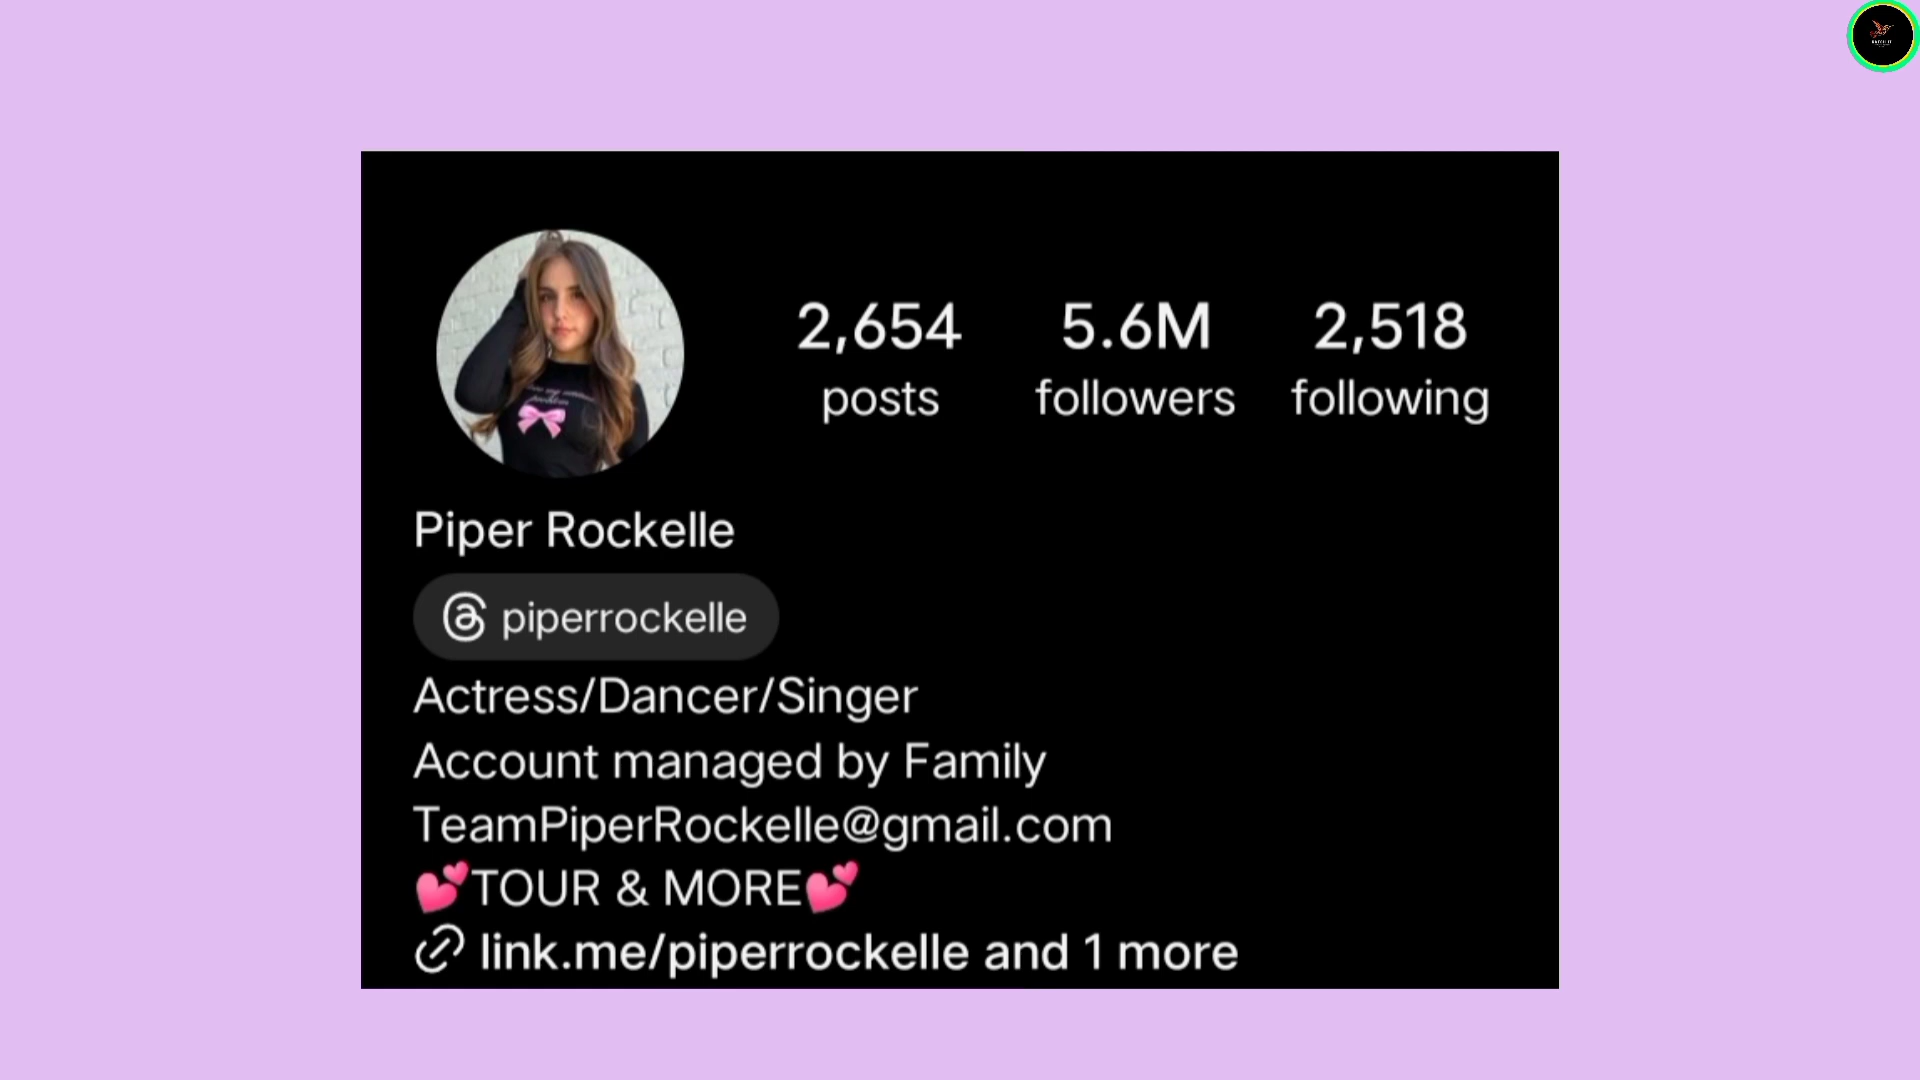 2,654 5.6M 2,518
posts followers following
Piper Rockelle
piperrockelle
Actress/Dancer/Singer
Account managed by Family
TeamPiperRockelle@gmail.com
💕TOUR & MORE💕
link.me/piperrockelle and 1 more